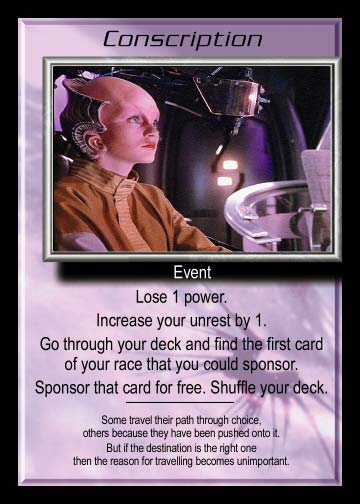 Conscription
Event
Lose 1 power.
Increase your unrest by 1.
Go through your deck and find the first card
of your race that you could sponsor.
Sponsor that card for free. Shuffle your deck.
Some travel their path through choice,
others because they have been pushed onto it.
But if the destination is the right one
then the reason for travelling becomes unimportant.